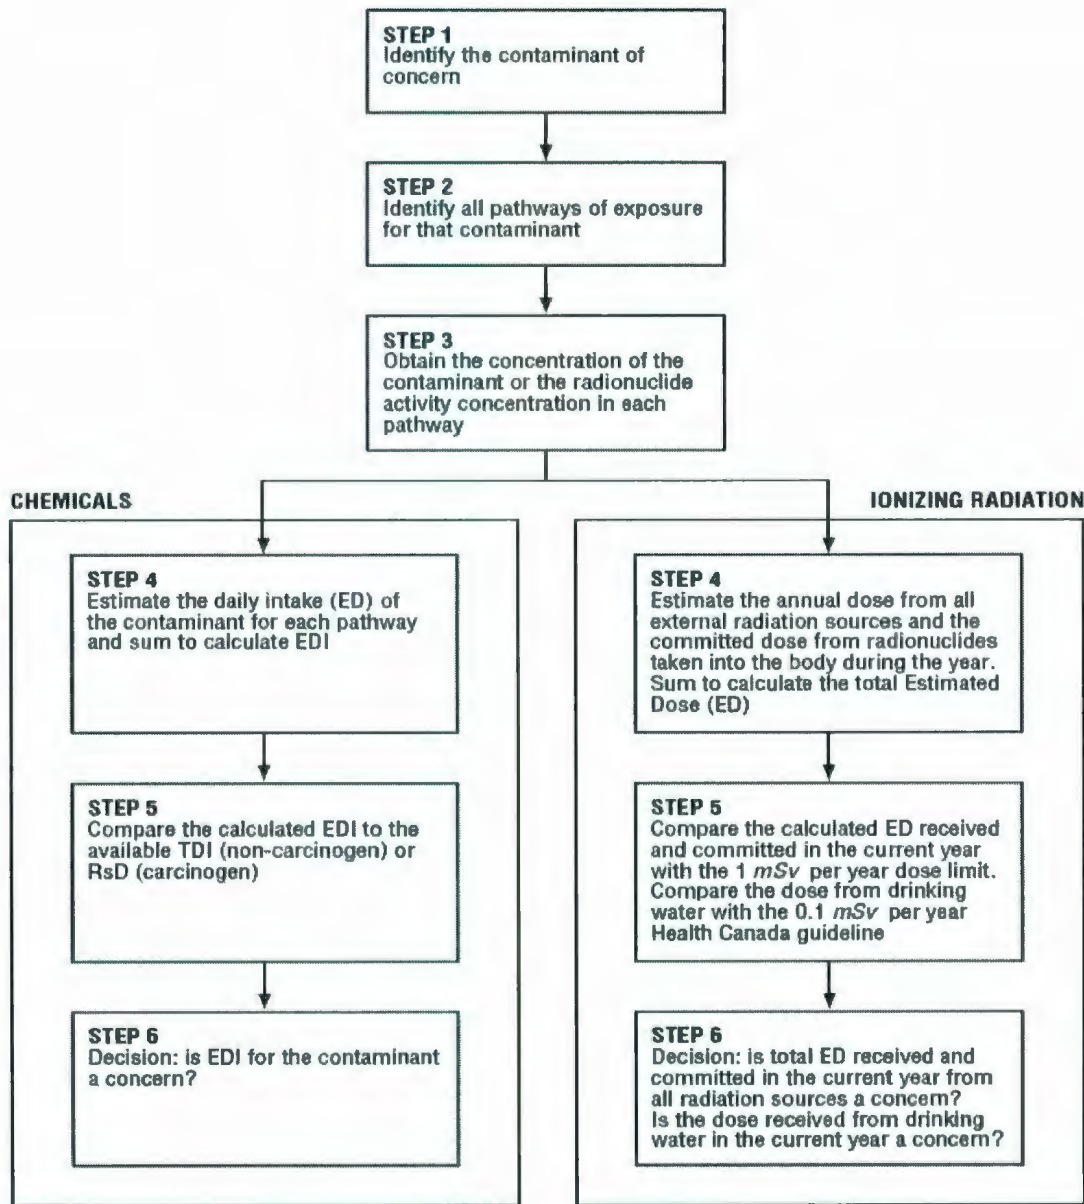 STEP 1
Identify the contaminant of
concern
STEP 2
Identify all pathways of exposure
for that contaminant
STEP 3
Obtain the concentration of the
contaminant or the radionuclide
activity concentration in each
pathway
CHEMICALS
STEP 4
Estimate the daily intake (ED) of
the contaminant for each pathway
and sum to calculate EDI
STEP 5
Compare the calculated EDI to the
available TDI (non-carcinogen) or
RsD (carcinogen)
STEP 6
Decision: is EDI for the contaminant
a concern?
IONIZING RADIATION
STEP 4
Estimate the annual dose from all
external radiation sources and the
committed dose from radionuclides
taken into the body during the year.
Sum to calculate the total Estimated
Dose (ED)
STEP 5
Compare the calculated ED received
and committed in the current year
with the 1 mSv per year dose limit.
Compare the dose from drinking
water with the 0.1 mSv per year
Health Canada guideline
STEP 6
Decision: is total ED received and
committed in the current year from
all radiation sources a concern?
Is the dose received from drinking
water in the current year a concern?